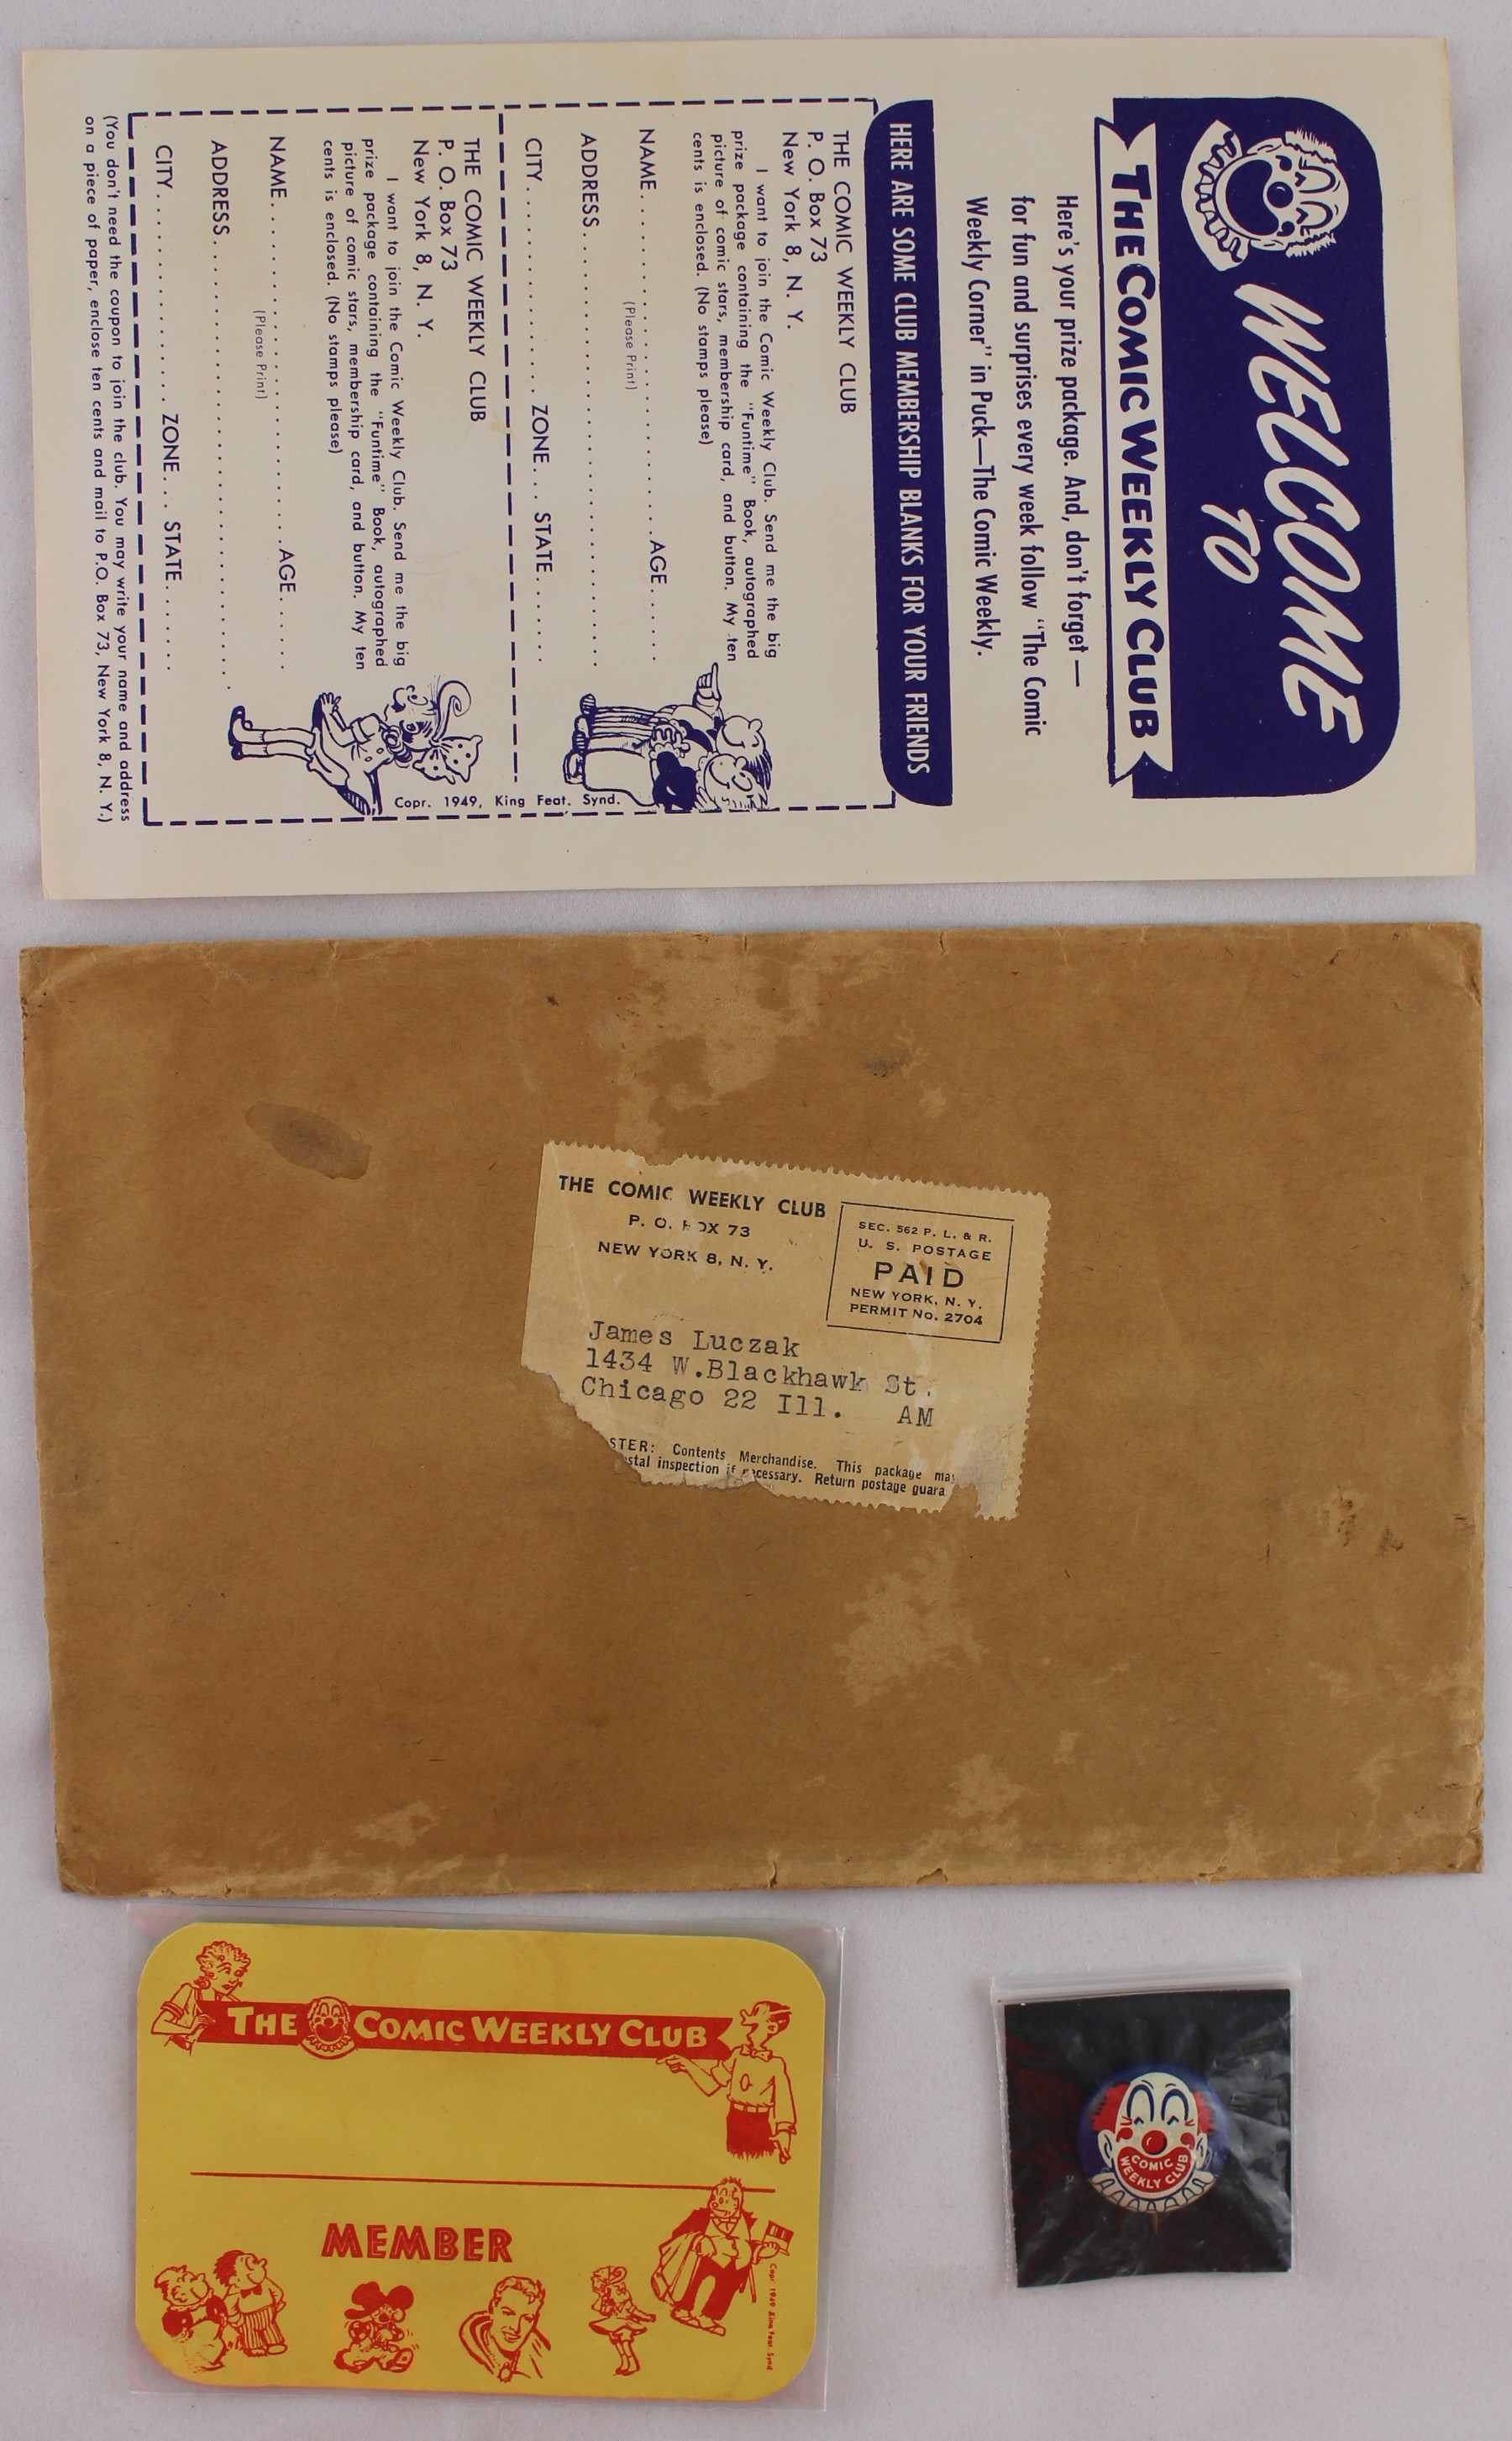 WELCOME
TO
THE COMIC WEEKLY CLUB
Here's your prize package. And, don't forget —
for fun and surprises every week follow "The Comic
Weekly Corner" in Puck—The Comic Weekly.
HERE ARE SOME CLUB MEMBERSHIP BLANKS FOR YOUR FRIENDS
THE COMIC WEEKLY CLUB
P. O. Box 73
New York 8, N. Y.
I want to join the Comic Weekly Club. Send me the big
prize package containing the "Funtime" Book, autographed
picture of comic stars, membership card, and button. My ten
cents is enclosed. (No stamps please)
NAME. . . . . . . . . . . . . . . . . . . . . . . . . . . . . AGE. . . . .
(Please Print)
ADDRESS. . . . . . . . . . . . . . . . . . . . . . . . . . . . . . . . . .
CITY. . . . . . . . . . . . . . . . . ZONE. . . STATE. . . . . . .
Copr. 1949, King Feat. Synd.
THE COMIC WEEKLY CLUB
P. O. Box 73
New York 8, N. Y.
I want to join the Comic Weekly Club. Send me the big
prize package containing the "Funtime" Book, autographed
picture of comic stars, membership card, and button. My ten
cents is enclosed. (No stamps please)
NAME. . . . . . . . . . . . . . . . . . . . . . . . . . . . . AGE. . . . .
(Please Print)
ADDRESS. . . . . . . . . . . . . . . . . . . . . . . . . . . . . . . . . .
CITY. . . . . . . . . . . . . . . . . ZONE. . . STATE. . . . . . .
(You don't need the coupon to join the club. You may write your name and address
on a piece of paper, enclose ten cents and mail to P.O. Box 73, New York 8, N. Y.)
THE COMIC WEEKLY CLUB
P. O. BOX 73
NEW YORK 8, N. Y.
SEC. 562 P. L. & R.
U. S. POSTAGE
PAID
NEW YORK, N. Y.
PERMIT No. 2704
James Luczak
1434 W.Blackhawk St.
Chicago 22 Ill. AM
STER: Contents Merchandise. This package may
stal inspection if necessary. Return postage guara
THE COMIC WEEKLY CLUB
MEMBER
Copr. 1949 King Feat. Synd
COMIC
WEEKLY CLUB